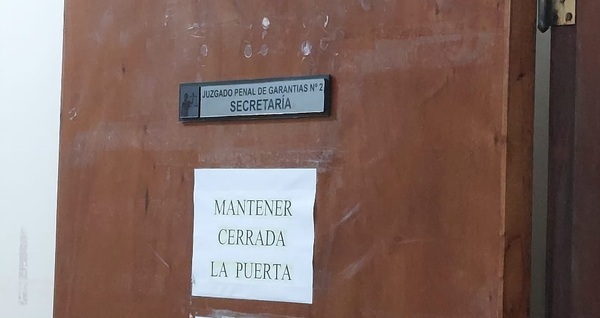 JUZGADO PENAL DE GARANTIAS Nº 2
SECRETARÍA
MANTENER
CERRADA
LA PUERTA